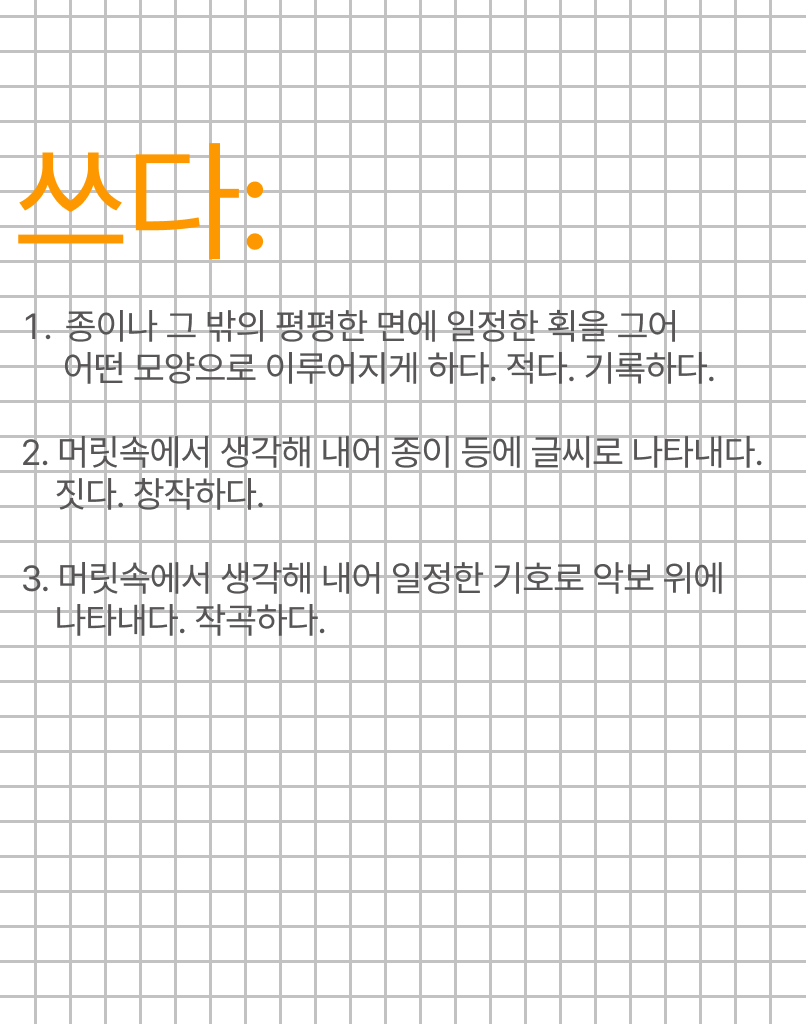 쓰다:
1. 종이나 그 밖의 평평한 면에 일정한 획을 그어
어떤 모양으로 이루어지게 하다. 적다. 기록하다.
2. 머릿속에서 생각해 내어 종이 등에 글씨로 나타내다.
짓다. 창작하다.
3. 머릿속에서 생각해 내어 일정한 기호로 악보 위에
나타내다. 작곡하다.